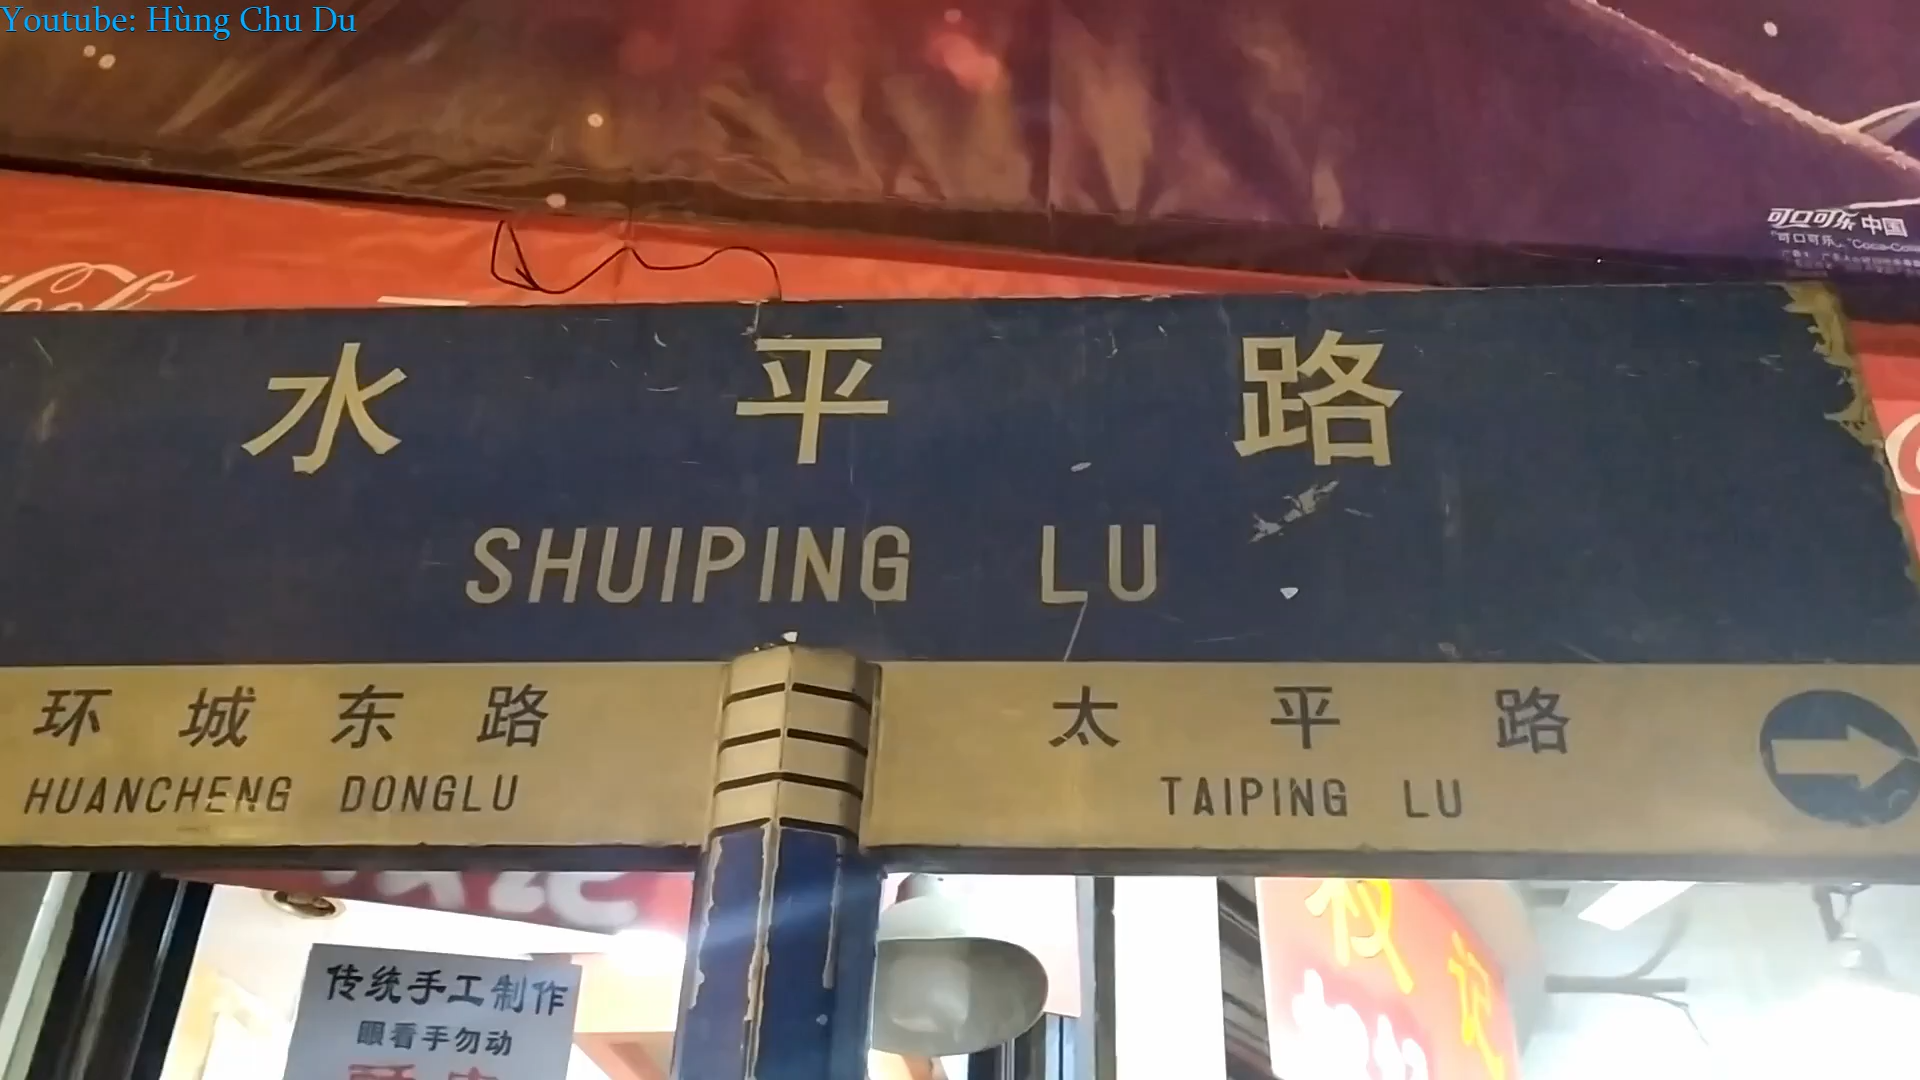 Youtube: Hùng Chu Du
可口可乐 中国
水平路
SHUIPING LU
环城东路
HUANCHENG DONGLU
太平路
TAIPING LU
传统手工制作
眼看手勿动